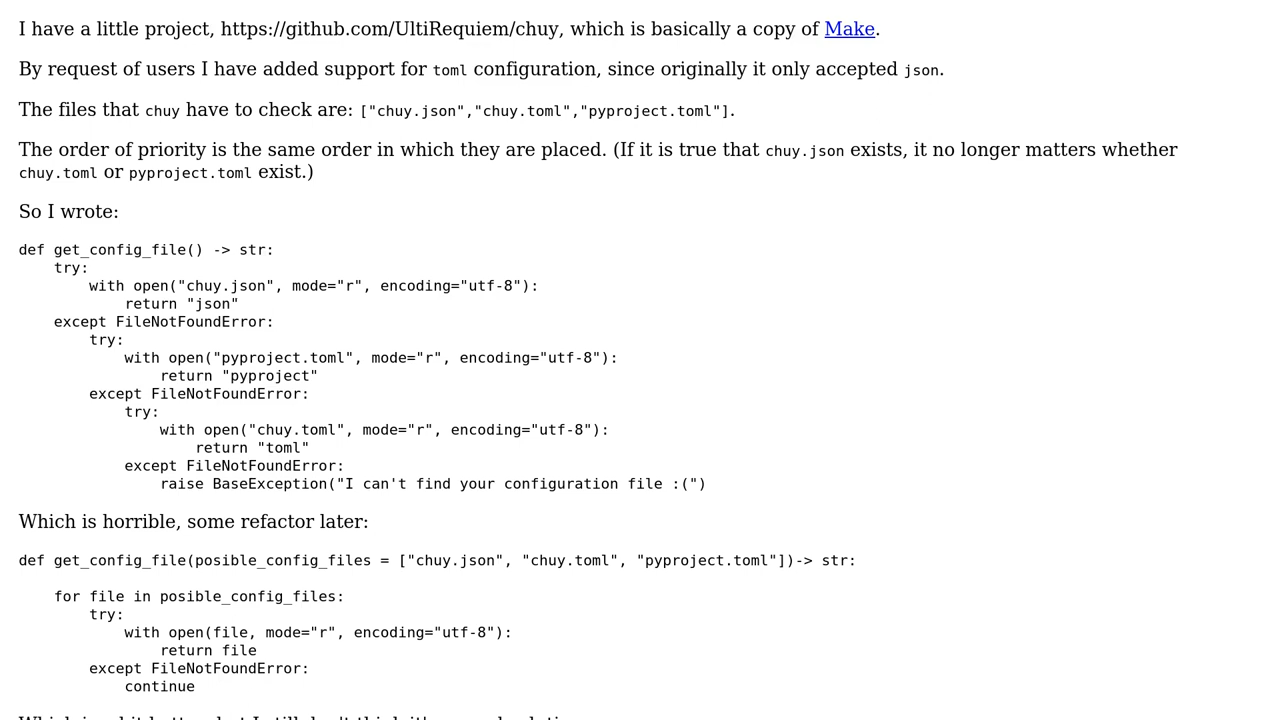 I have a little project, https://github.com/UltiRequiem/chuy, which is basically a copy of Make.
By request of users I have added support for toml configuration, since originally it only accepted json.
The files that chuy have to check are: ["chuy.json","chuy.toml","pyproject.toml"].
The order of priority is the same order in which they are placed. (If it is true that chuy.json exists, it no longer matters whether
chuy.toml or pyproject.toml exist.)
So I wrote:
def get_config_file() -> str:
    try:
        with open("chuy.json", mode="r", encoding="utf-8"):
            return "json"
    except FileNotFoundError:
        try:
            with open("pyproject.toml", mode="r", encoding="utf-8"):
                return "pyproject"
        except FileNotFoundError:
            try:
                with open("chuy.toml", mode="r", encoding="utf-8"):
                    return "toml"
            except FileNotFoundError:
                raise BaseException("I can't find your configuration file :(")
Which is horrible, some refactor later:
def get_config_file(posible_config_files = ["chuy.json", "chuy.toml", "pyproject.toml"])-> str:
    for file in posible_config_files:
        try:
            with open(file, mode="r", encoding="utf-8"):
                return file
        except FileNotFoundError:
            continue